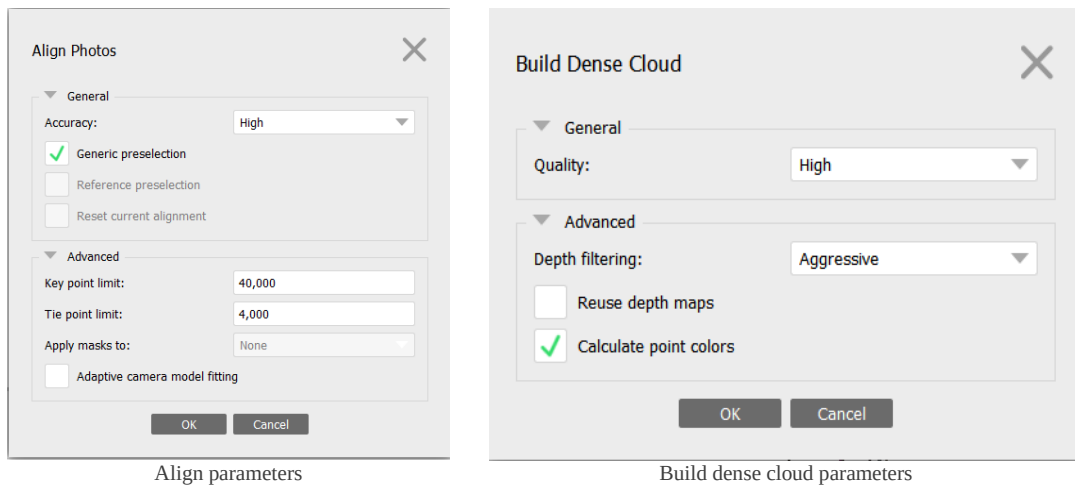 Align Photos
General
Accuracy: High
Generic preselection
Reference preselection
Reset current alignment
Advanced
Key point limit: 40,000
Tie point limit: 4,000
Apply masks to: None
Adaptive camera model fitting
OK Cancel
Align parameters
Build Dense Cloud
General
Quality: High
Advanced
Depth filtering: Aggressive
Reuse depth maps
Calculate point colors
OK Cancel
Build dense cloud parameters